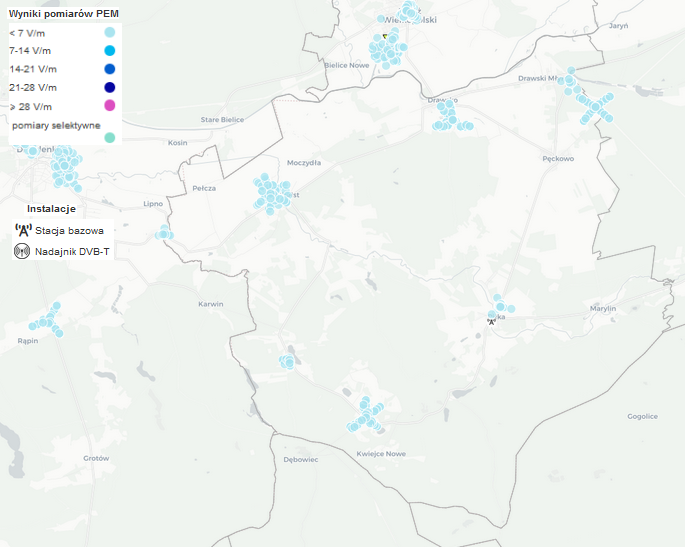 Wyniki pomiarów PEM
< 7 V/m
7-14 V/m
14-21 V/m
21-28 V/m
> 28 V/m
pomiary selektywne
Instalacje
Stacja bazowa
Nadajnik DVB-T
Jaryń
Bielice Nowe
Drawski
Stare Bielice
Kosin
Pęckowo
Moczydła
Pełcza
Lipno
Karwin
Marylin
Rąpin
Gogolice
Grotów
Dębowiec
Kwiejce Nowe